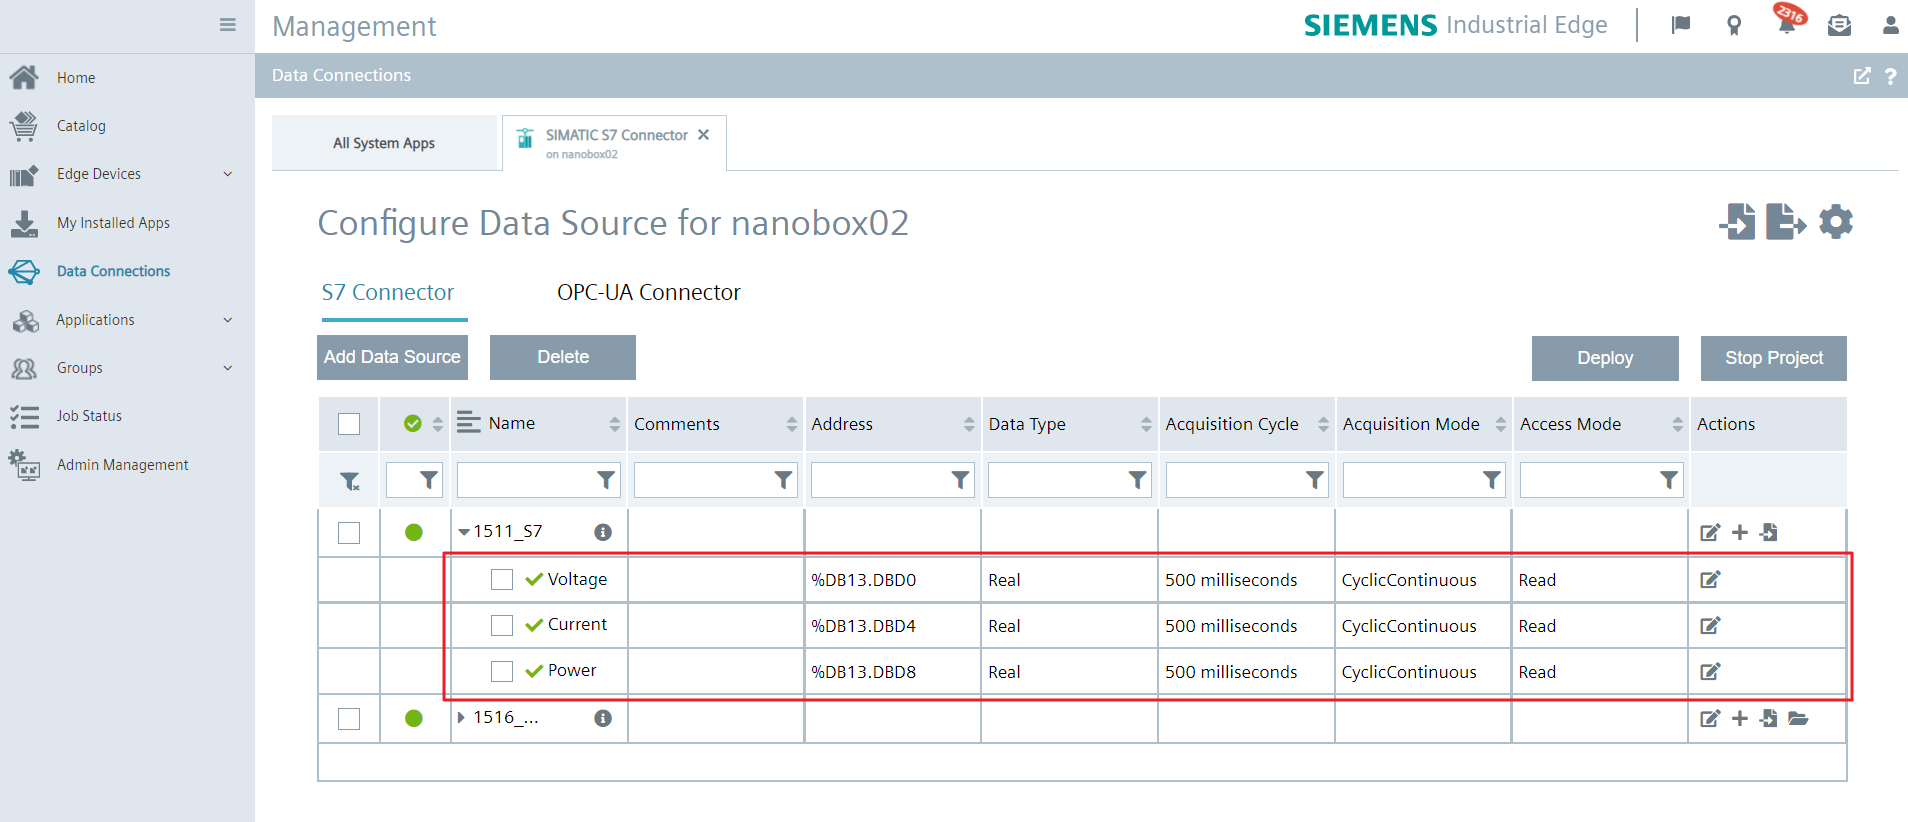 Management
SIEMENS Industrial Edge
2316
Home
Catalog
Edge Devices
My Installed Apps
Data Connections
Applications
Groups
Job Status
Admin Management
Data Connections
?
All System Apps
SIMATIC S7 Connector
on nanobox02
Configure Data Source for nanobox02
S7 Connector OPC-UA Connector
Add Data Source Delete Deploy Stop Project
Name Comments Address Data Type Acquisition Cycle Acquisition Mode Access Mode Actions
1511_S7
Voltage %DB13.DBD0 Real 500 milliseconds CyclicContinuous Read
Current %DB13.DBD4 Real 500 milliseconds CyclicContinuous Read
Power %DB13.DBD8 Real 500 milliseconds CyclicContinuous Read
1516_...